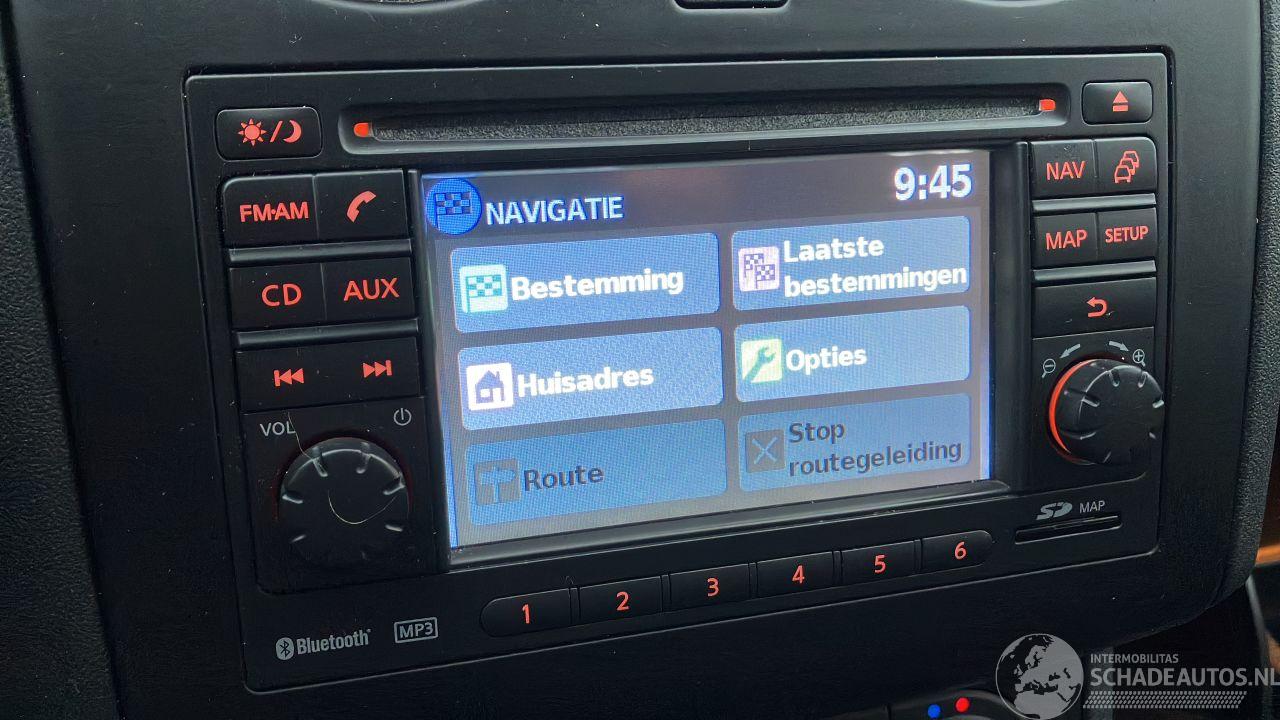 FM·AM
CD
AUX
VOL
NAVIGATIE
9:45
Bestemming
Laatste
bestemmingen
Huisadres
Opties
Route
Stop
routegeleiding
NAV
MAP
SETUP
SD MAP
1 2 3 4 5 6
Bluetooth
MP3
INTERMOBILITAS
SCHADEAUTOS.NL